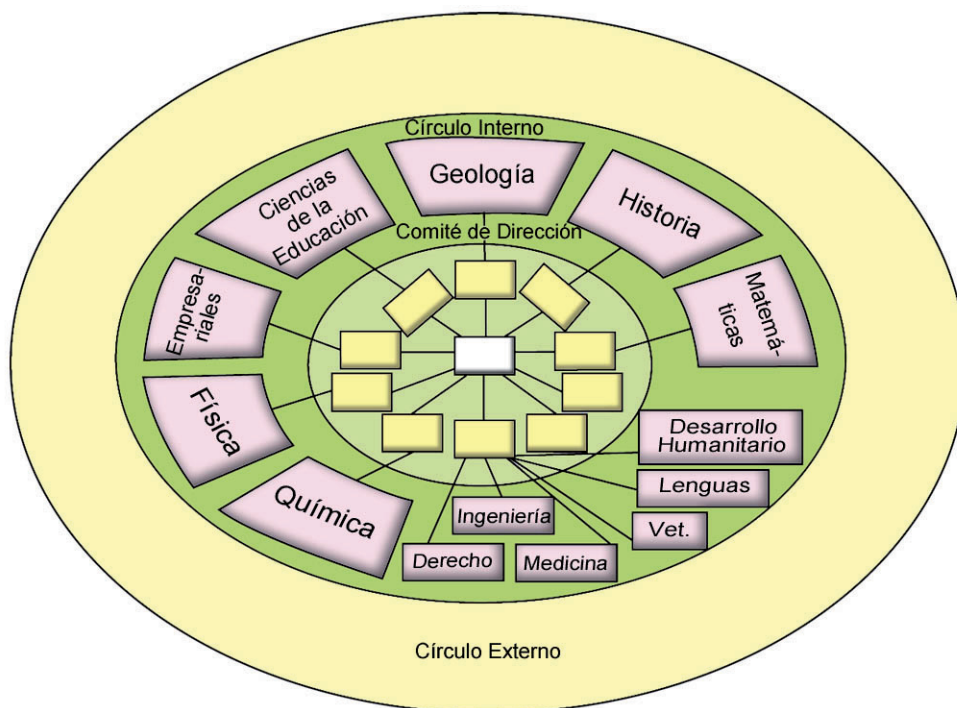 Círculo Interno
Geología
Ciencias
de la
Educación
Historia
Comité de Dirección
Empresa-
riales
Matemá-
ticas
Física
Química
Desarrollo
Humanitario
Lenguas
Ingeniería
Vet.
Derecho
Medicina
Círculo Externo